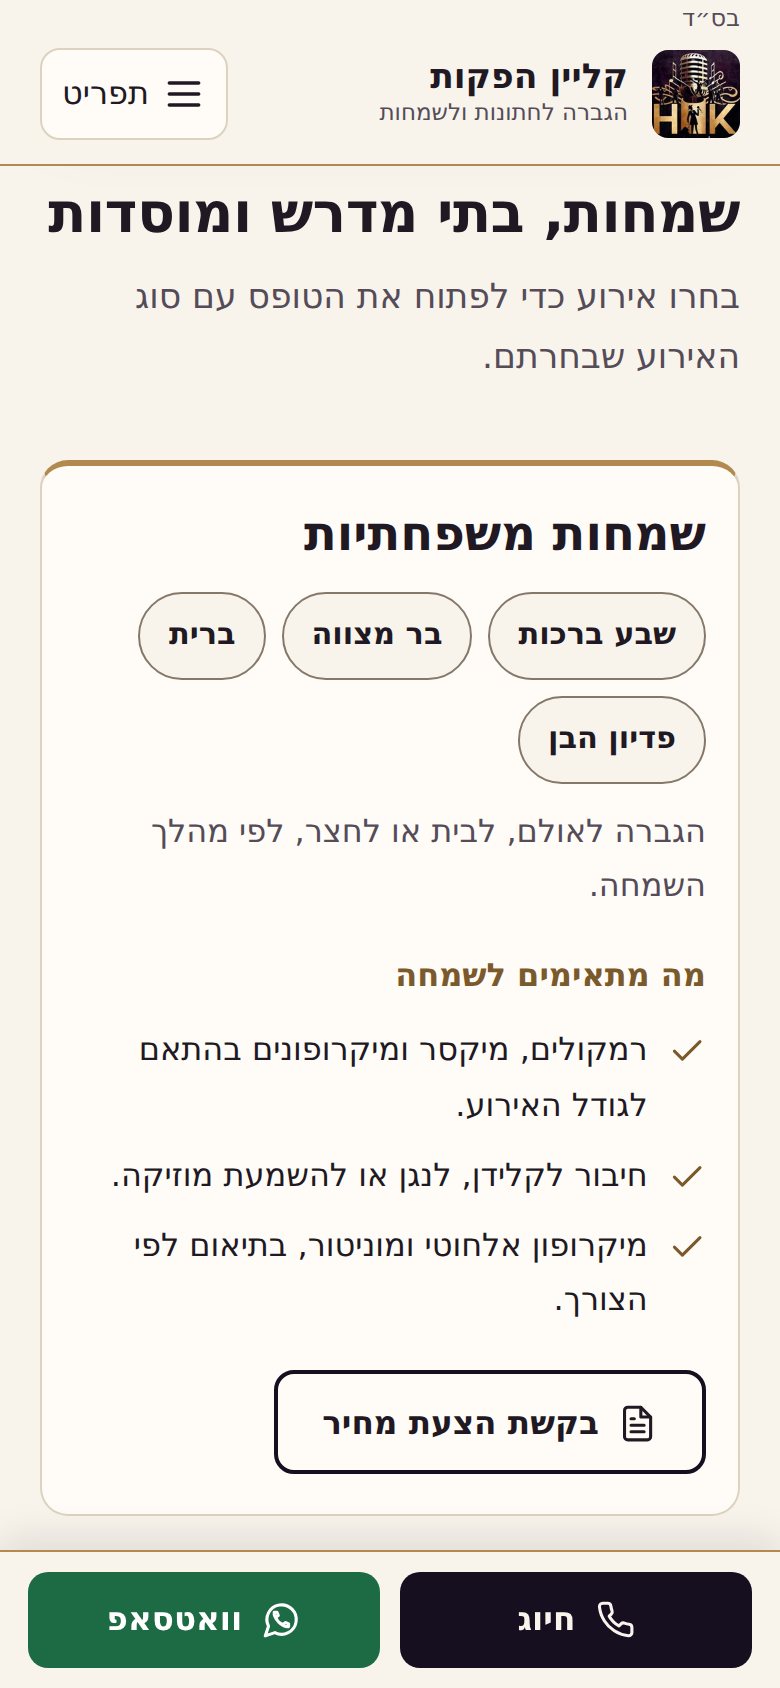 בס״ד
קליין הפקות
הגברה לחתונות ולשמחות
תפריט
HK
שמחות, בתי מדרש ומוסדות
בחרו אירוע כדי לפתוח את הטופס עם סוג
האירוע שבחרתם.
שמחות משפחתיות
שבע ברכות
בר מצווה
ברית
פדיון הבן
הגברה לאולם, לבית או לחצר, לפי מהלך
השמחה.
מה מתאימים לשמחה
רמקולים, מיקסר ומיקרופונים בהתאם
לגודל האירוע.
חיבור לקלידן, לנגן או להשמעת מוזיקה.
מיקרופון אלחוטי ומוניטור, בתיאום לפי
הצורך.
בקשת הצעת מחיר
חיוג
וואטסאפ